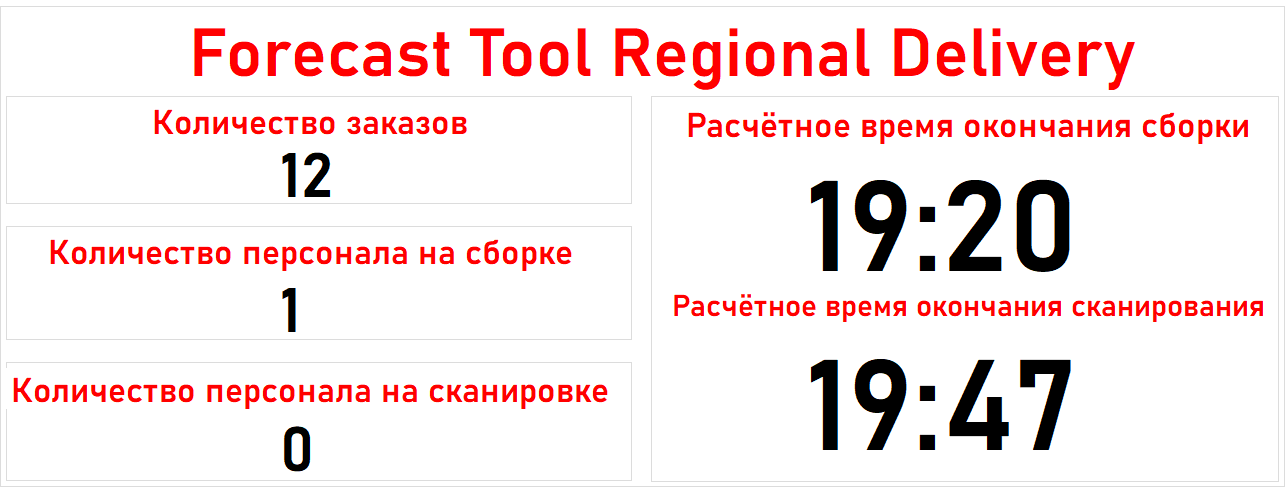 Forecast Tool Regional Delivery
Количество заказов
12
Количество персонала на сборке
1
Количество персонала на сканировке
0
Расчётное время окончания сборки
19:20
Расчётное время окончания сканирования
19:47